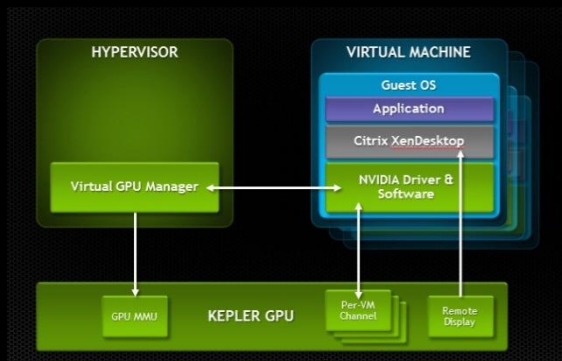 HYPERVISOR
VIRTUAL MACHINE
Guest OS
Application
Citrix XenDesktop
Virtual GPU Manager
NVIDIA Driver &
Software
GPU MMU
KEPLER GPU
Per-VM
Channel
Remote
Display